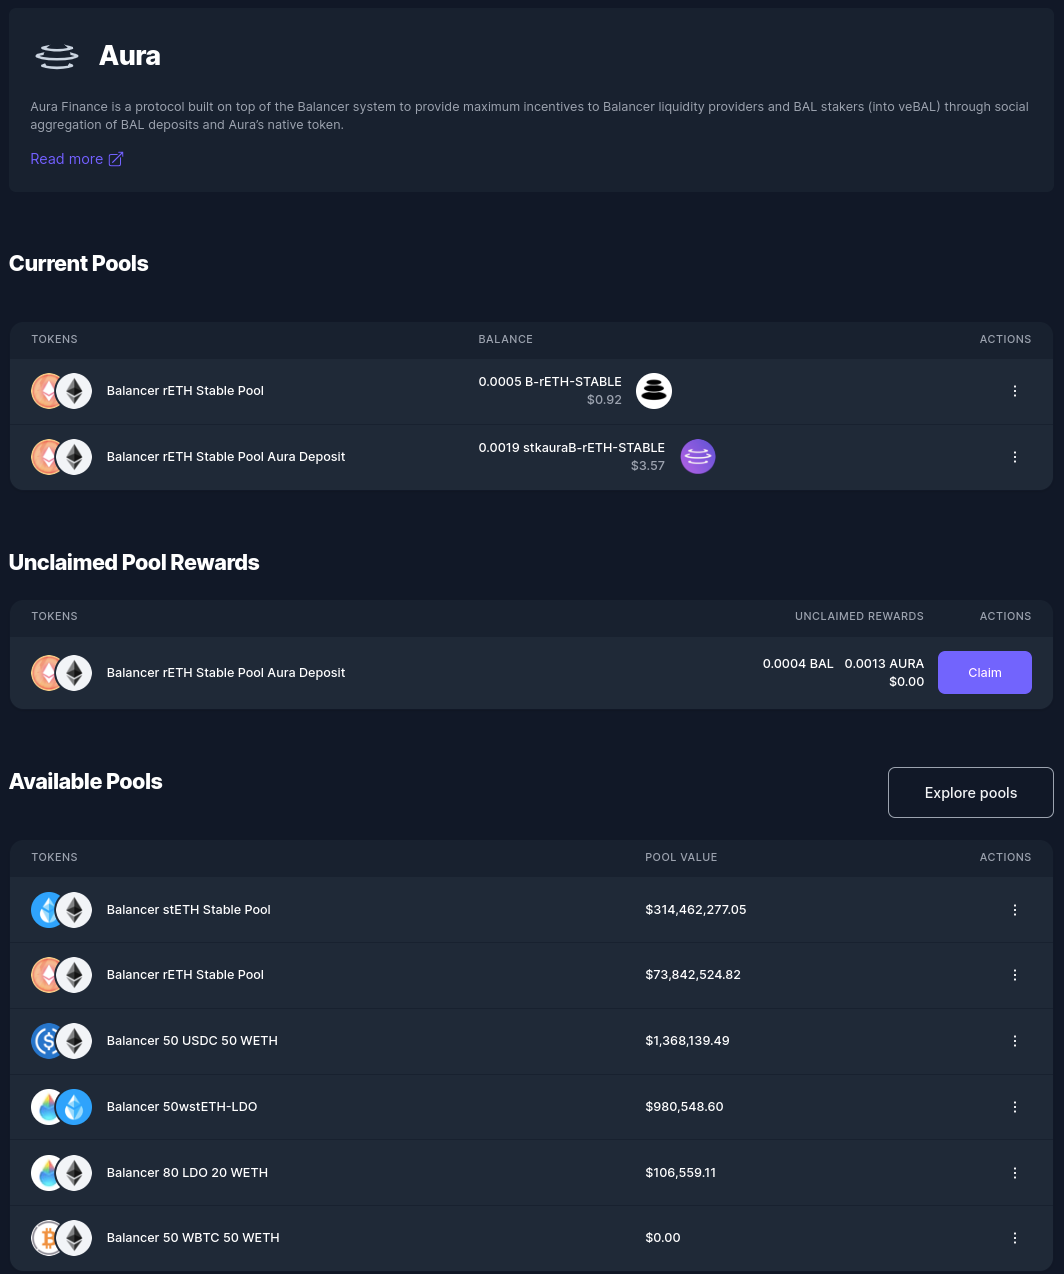 Aura
Aura Finance is a protocol built on top of the Balancer system to provide maximum incentives to Balancer liquidity providers and BAL stakers (into veBAL) through social
aggregation of BAL deposits and Aura’s native token.
Read more
Current Pools
TOKENS BALANCE ACTIONS
Balancer rETH Stable Pool 0.0005 B-rETH-STABLE
$0.92
Balancer rETH Stable Pool Aura Deposit 0.0019 stkauraB-rETH-STABLE
$3.57
Unclaimed Pool Rewards
TOKENS UNCLAIMED REWARDS ACTIONS
Balancer rETH Stable Pool Aura Deposit 0.0004 BAL 0.0013 AURA
$0.00
Claim
Available Pools
Explore pools
TOKENS POOL VALUE ACTIONS
Balancer stETH Stable Pool $314,462,277.05
Balancer rETH Stable Pool $73,842,524.82
Balancer 50 USDC 50 WETH $1,368,139.49
Balancer 50wstETH-LDO $980,548.60
Balancer 80 LDO 20 WETH $106,559.11
Balancer 50 WBTC 50 WETH $0.00